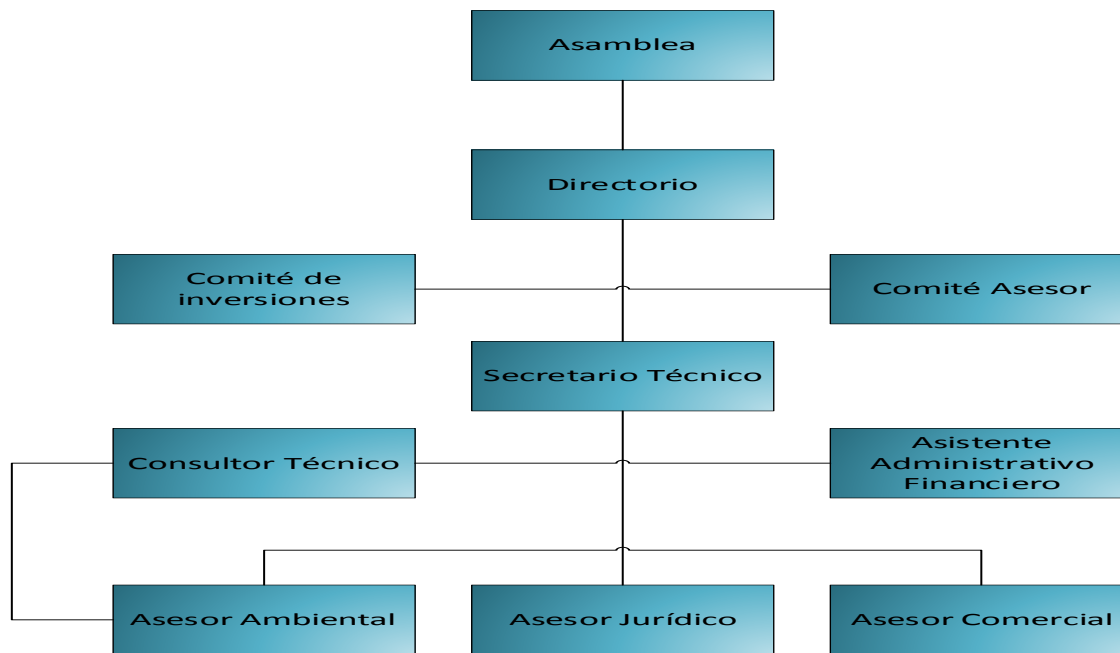 Asamblea
Directorio
Comité de
inversiones
Comité Asesor
Secretario Técnico
Consultor Técnico
Asistente
Administrativo
Financiero
Asesor Ambiental
Asesor Jurídico
Asesor Comercial